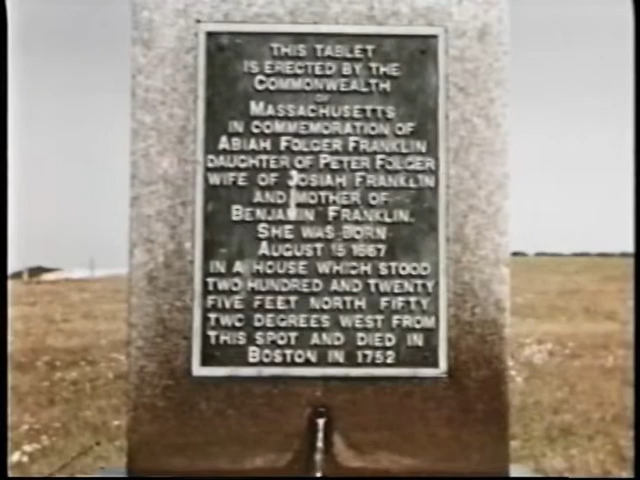 THIS TABLET
IS ERECTED BY THE
COMMONWEALTH
OF
MASSACHUSETTS
IN COMMEMORATION OF
ABIAH FOLGER FRANKLIN
DAUGHTER OF PETER FOLGER
WIFE OF JOSIAH FRANKLIN
AND MOTHER OF
BENJAMIN FRANKLIN.
SHE WAS BORN
AUGUST 15 1667
IN A HOUSE WHICH STOOD
TWO HUNDRED AND TWENTY
FIVE FEET NORTH FIFTY
TWO DEGREES WEST FROM
THIS SPOT AND DIED IN
BOSTON IN 1752